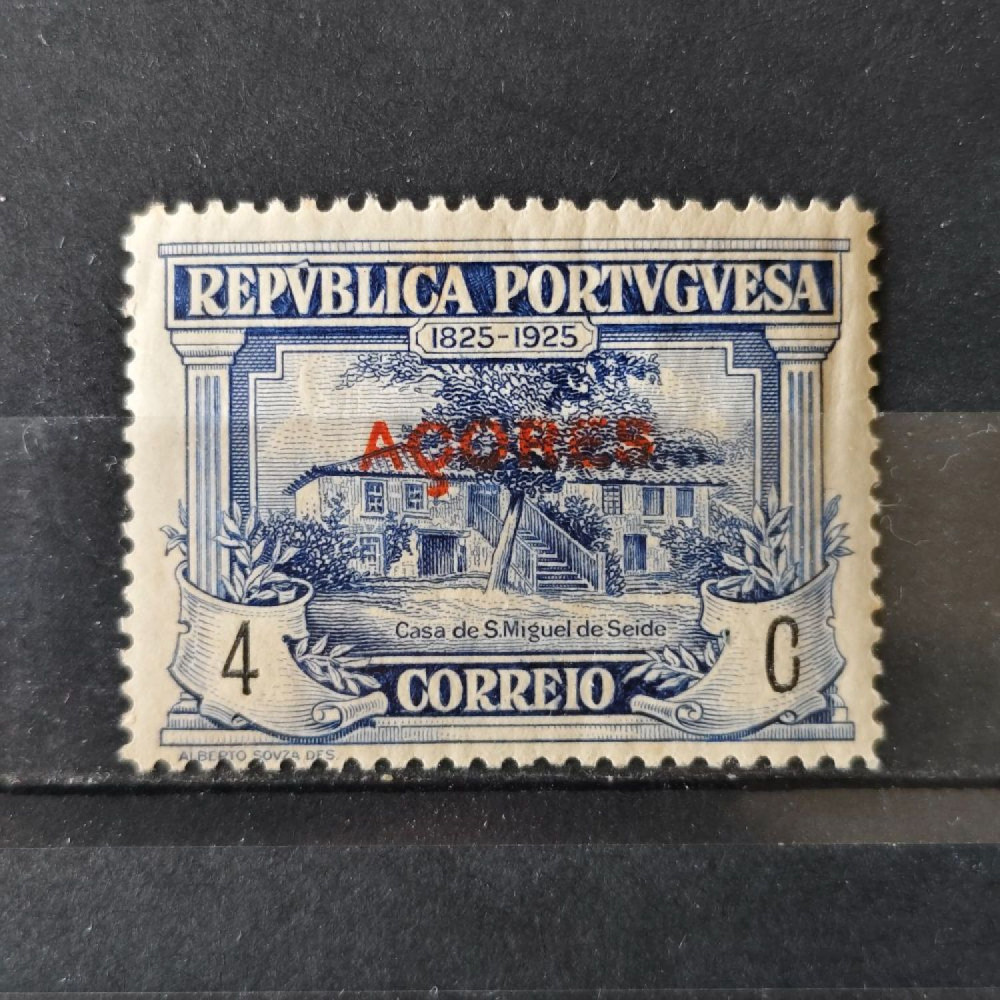 REPVBLICA PORTVGVESA
1825-1925
AÇORES
Casa de S. Miguel de Seide
4 C
CORREIO
ALBERTO SOVZA DES.